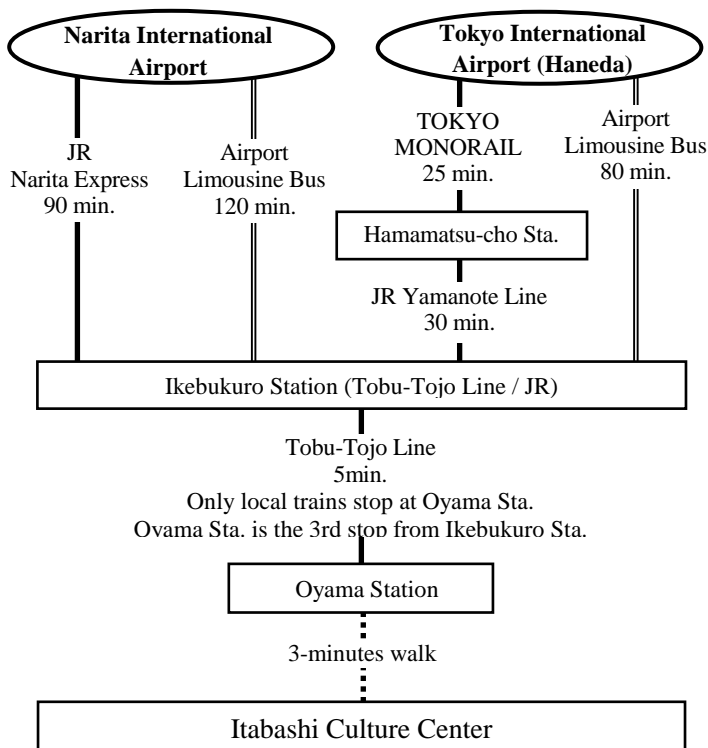 Narita International
Airport
Tokyo International
Airport (Haneda)
JR
Narita Express
90 min.
Airport
Limousine Bus
120 min.
TOKYO
MONORAIL
25 min.
Airport
Limousine Bus
80 min.
Hamamatsu-cho Sta.
JR Yamanote Line
30 min.
Ikebukuro Station (Tobu-Tojo Line / JR)
Tobu-Tojo Line
5min.
Only local trains stop at Oyama Sta.
Oyama Sta. is the 3rd stop from Ikebukuro Sta.
Oyama Station
3-minutes walk
Itabashi Culture Center